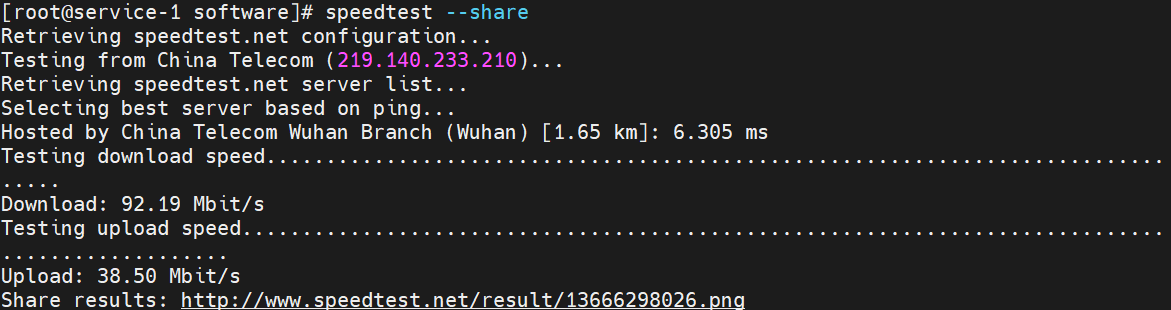 [root@service-1 software]# speedtest --share
Retrieving speedtest.net configuration...
Testing from China Telecom (219.140.233.210)...
Retrieving speedtest.net server list...
Selecting best server based on ping...
Hosted by China Telecom Wuhan Branch (Wuhan) [1.65 km]: 6.305 ms
Testing download speed...........................................................................
.....
Download: 92.19 Mbit/s
Testing upload speed.............................................................................
...................
Upload: 38.50 Mbit/s
Share results: http://www.speedtest.net/result/13666298026.png